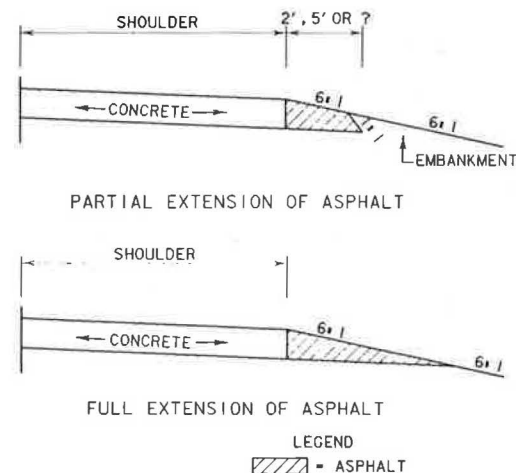 SHOULDER
2', 5' OR ?
6:1
6:1
CONCRETE
EMBANKMENT
PARTIAL EXTENSION OF ASPHALT
SHOULDER
6:1
CONCRETE
6:1
FULL EXTENSION OF ASPHALT
LEGEND
= ASPHALT